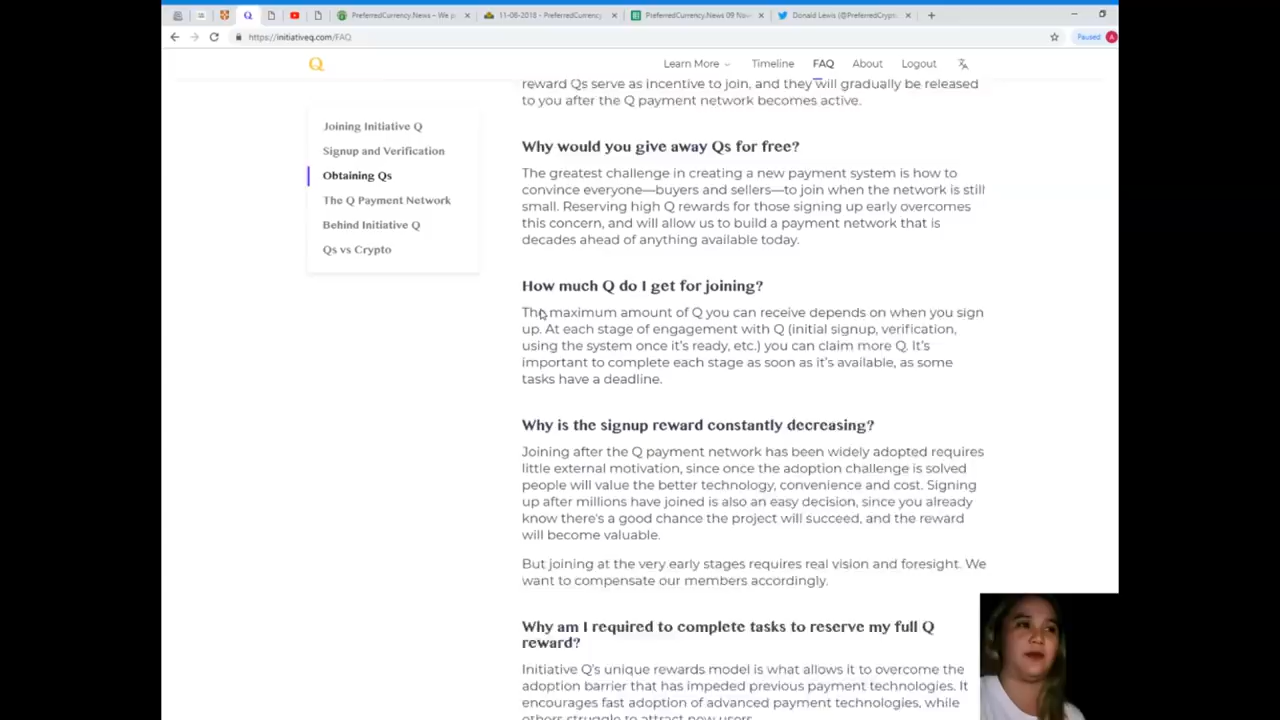 PreferredCurrency.News – We p
11-06-2018 - PreferredCurrency.
PreferredCurrency.News 09 Nov
Donald Lewis (@PreferredCryp
https://initiativeq.com/FAQ
Paused
A
Q
Learn More
Timeline
FAQ
About
Logout
Joining Initiative Q
Signup and Verification
Obtaining Qs
The Q Payment Network
Behind Initiative Q
Qs vs Crypto
reward Qs serve as incentive to join, and they will gradually be released
to you after the Q payment network becomes active.
Why would you give away Qs for free?
The greatest challenge in creating a new payment system is how to
convince everyone—buyers and sellers—to join when the network is still
small. Reserving high Q rewards for those signing up early overcomes
this concern, and will allow us to build a payment network that is
decades ahead of anything available today.
How much Q do I get for joining?
The maximum amount of Q you can receive depends on when you sign
up. At each stage of engagement with Q (initial signup, verification,
using the system once it's ready, etc.) you can claim more Q. It's
important to complete each stage as soon as it's available, as some
tasks have a deadline.
Why is the signup reward constantly decreasing?
Joining after the Q payment network has been widely adopted requires
little external motivation, since once the adoption challenge is solved
people will value the better technology, convenience and cost. Signing
up after millions have joined is also an easy decision, since you already
know there's a good chance the project will succeed, and the reward
will become valuable.
But joining at the very early stages requires real vision and foresight. We
want to compensate our members accordingly.
Why am I required to complete tasks to reserve my full Q
reward?
Initiative Q's unique rewards model is what allows it to overcome the
adoption barrier that has impeded previous payment technologies. It
encourages fast adoption of advanced payment technologies, while
others struggle to attract new users.